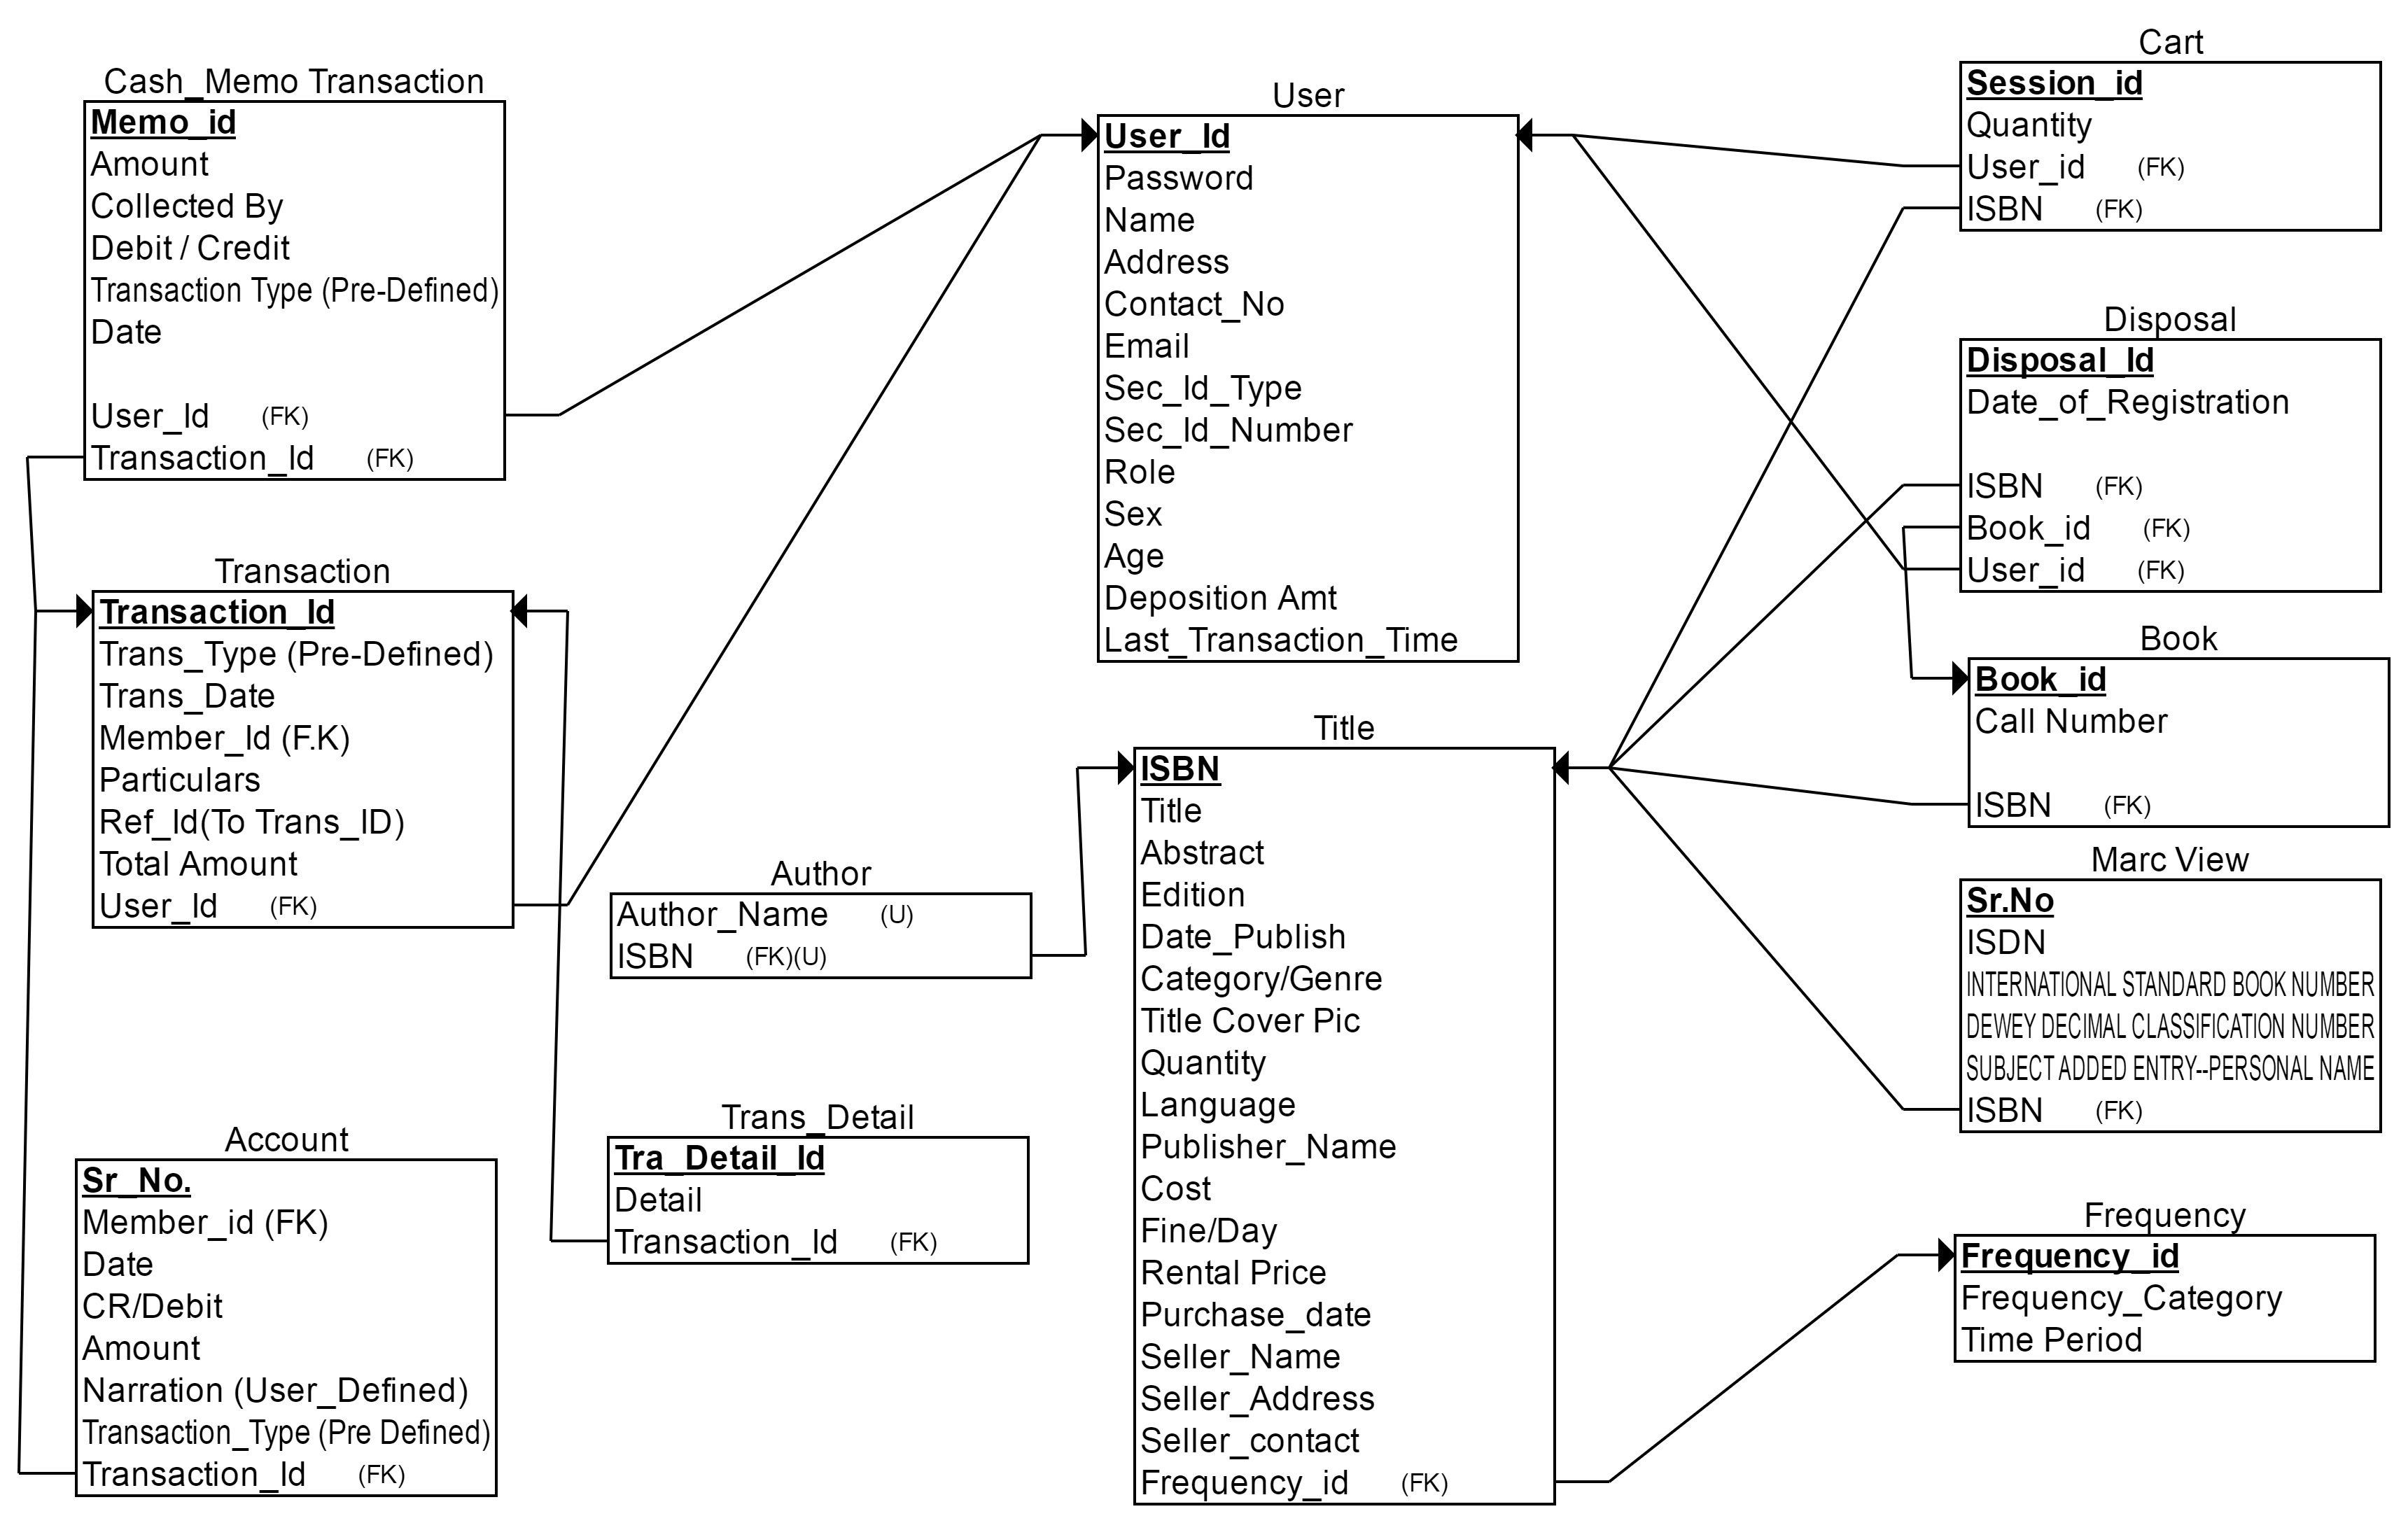 Cash_Memo Transaction
Memo_id
Amount
Collected By
Debit / Credit
Transaction Type (Pre-Defined)
Date
User_Id (FK)
Transaction_Id (FK)
Transaction
Transaction_Id
Trans_Type (Pre-Defined)
Trans_Date
Member_Id (F.K)
Particulars
Ref_Id(To Trans_ID)
Total Amount
User_Id (FK)
Account
Sr_No.
Member_id (FK)
Date
CR/Debit
Amount
Narration (User_Defined)
Transaction_Type (Pre Defined)
Transaction_Id (FK)
Author
Author_Name (U)
ISBN (FK)(U)
Trans_Detail
Tra_Detail_Id
Detail
Transaction_Id (FK)
User
User_Id
Password
Name
Address
Contact_No
Email
Sec_Id_Type
Sec_Id_Number
Role
Sex
Age
Deposition Amt
Last_Transaction_Time
Title
ISBN
Title
Abstract
Edition
Date_Publish
Category/Genre
Title Cover Pic
Quantity
Language
Publisher_Name
Cost
Fine/Day
Rental Price
Purchase_date
Seller_Name
Seller_Address
Seller_contact
Frequency_id (FK)
Cart
Session_id
Quantity
User_id (FK)
ISBN (FK)
Disposal
Disposal_Id
Date_of_Registration
ISBN (FK)
Book_id (FK)
User_id (FK)
Book
Book_id
Call Number
ISBN (FK)
Marc View
Sr.No
ISDN
INTERNATIONAL STANDARD BOOK NUMBER
DEWEY DECIMAL CLASSIFICATION NUMBER
SUBJECT ADDED ENTRY--PERSONAL NAME
ISBN (FK)
Frequency
Frequency_id
Frequency_Category
Time Period